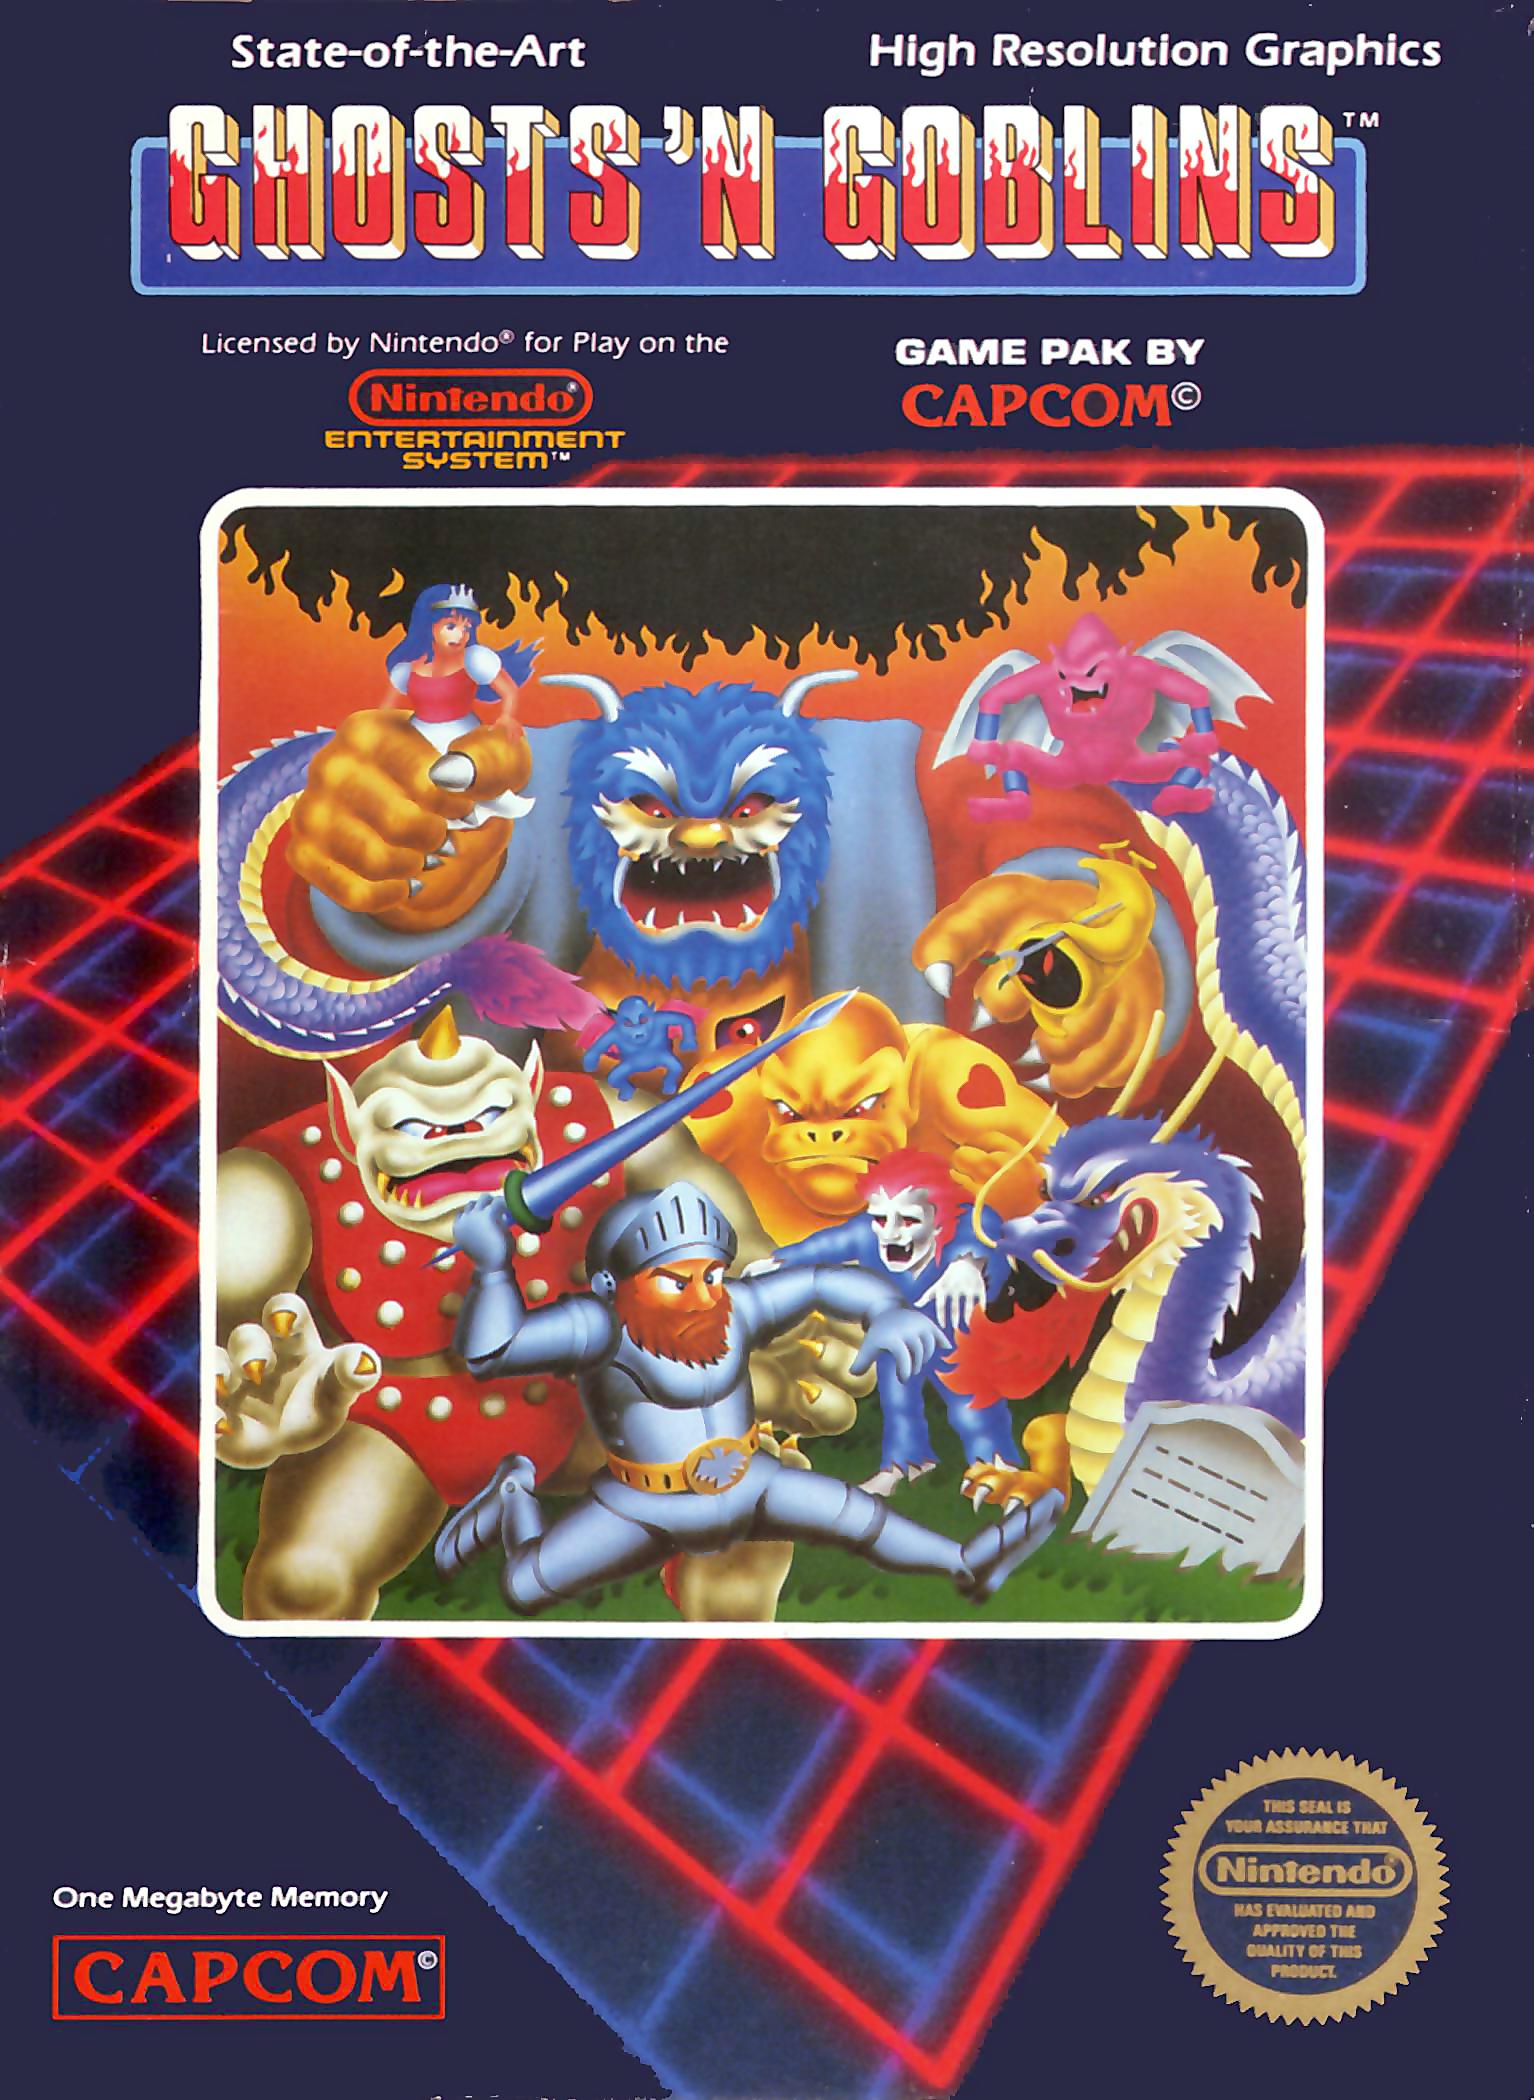 State-of-the-Art
High Resolution Graphics
GHOSTS 'N GOBLINS™
Licensed by Nintendo® for Play on the
Nintendo®
ENTERTAINMENT
SYSTEM™
GAME PAK BY
CAPCOM©
One Megabyte Memory
CAPCOM©
THIS SEAL IS
YOUR ASSURANCE THAT
Nintendo®
HAS EVALUATED AND
APPROVED THE
QUALITY OF THIS
PRODUCT.